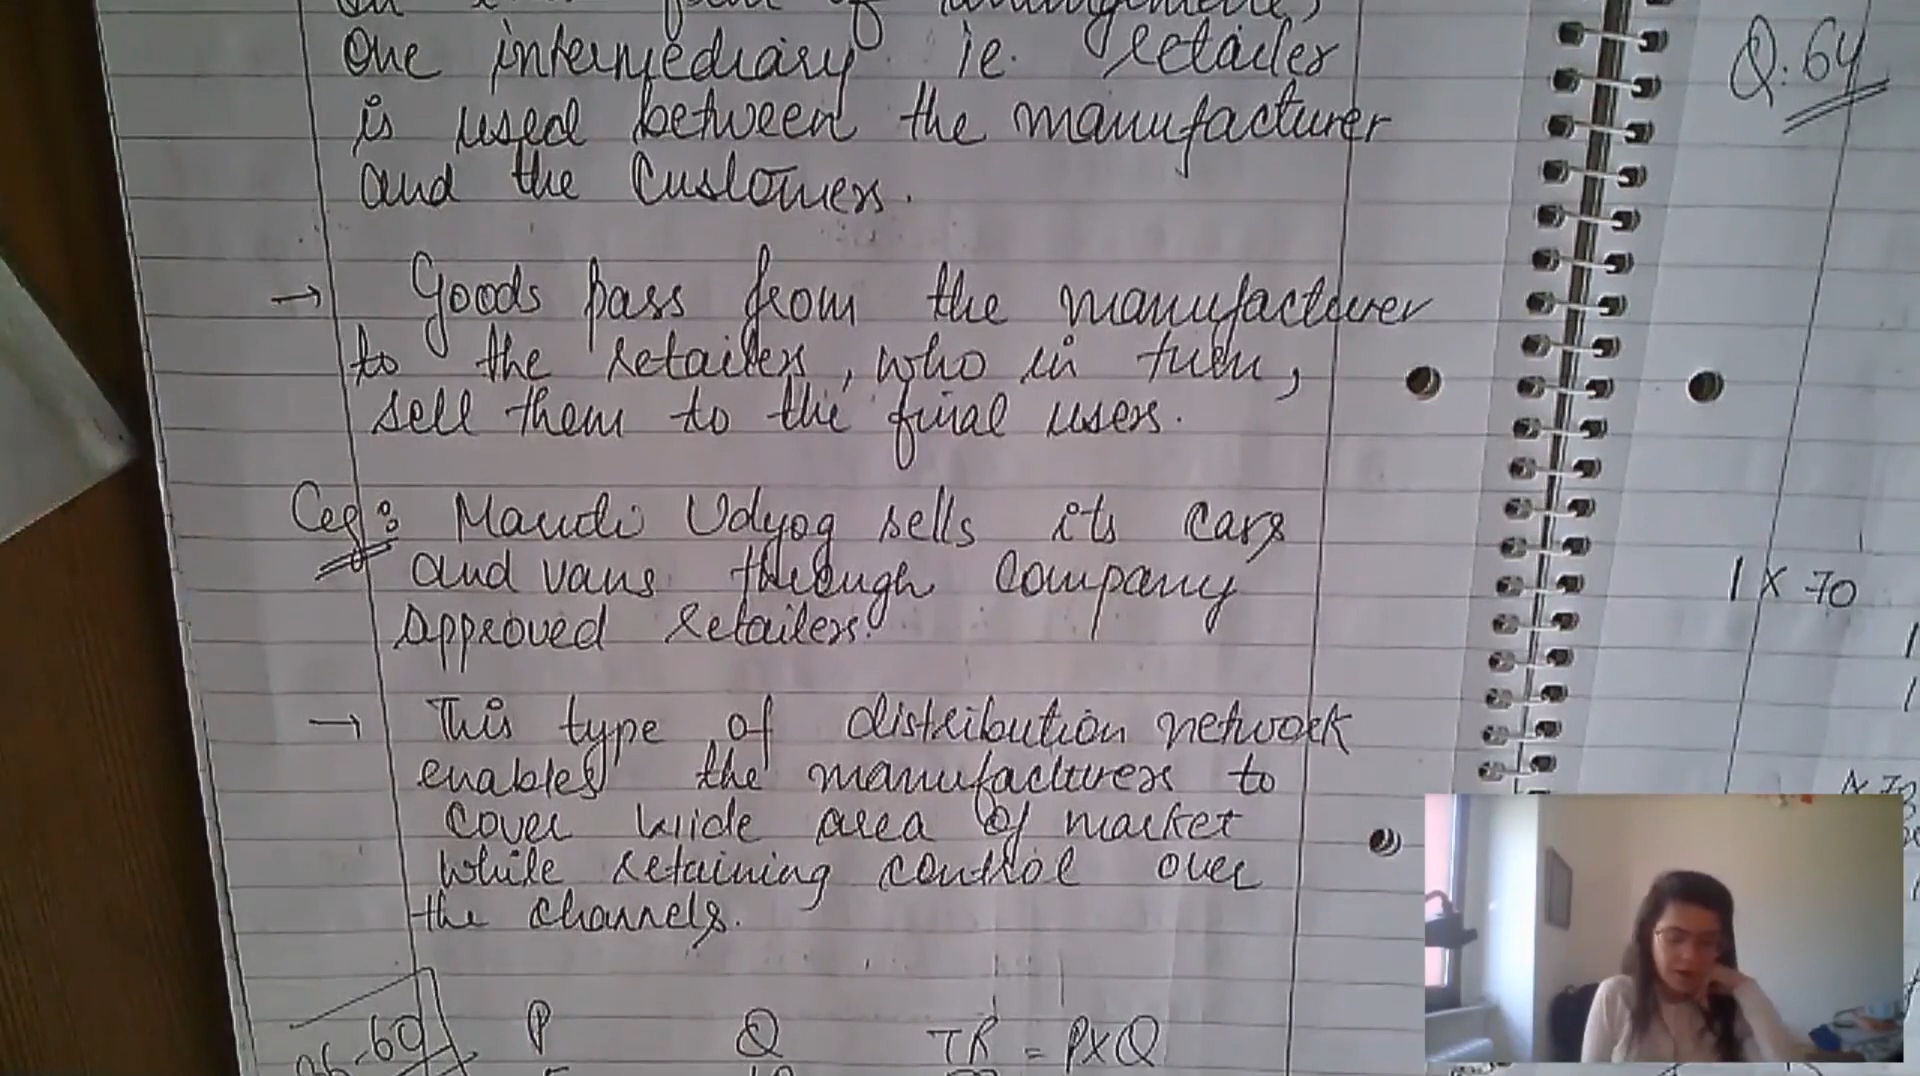 of
One intermediary ie. retailer
is used between the manufacturer
and the Customers.
→ Goods pass from the manufacturer
to the retailers, who in turn,
sell them to the final users.
eg: Maruti Udyog sells its cars
and vans through company
approved retailers.
→ This type of distribution network
enables the manufacturers to
cover wide area of market
while retaining control over
the channels.
P Q TR = PXQ
Q.64
1 X 70